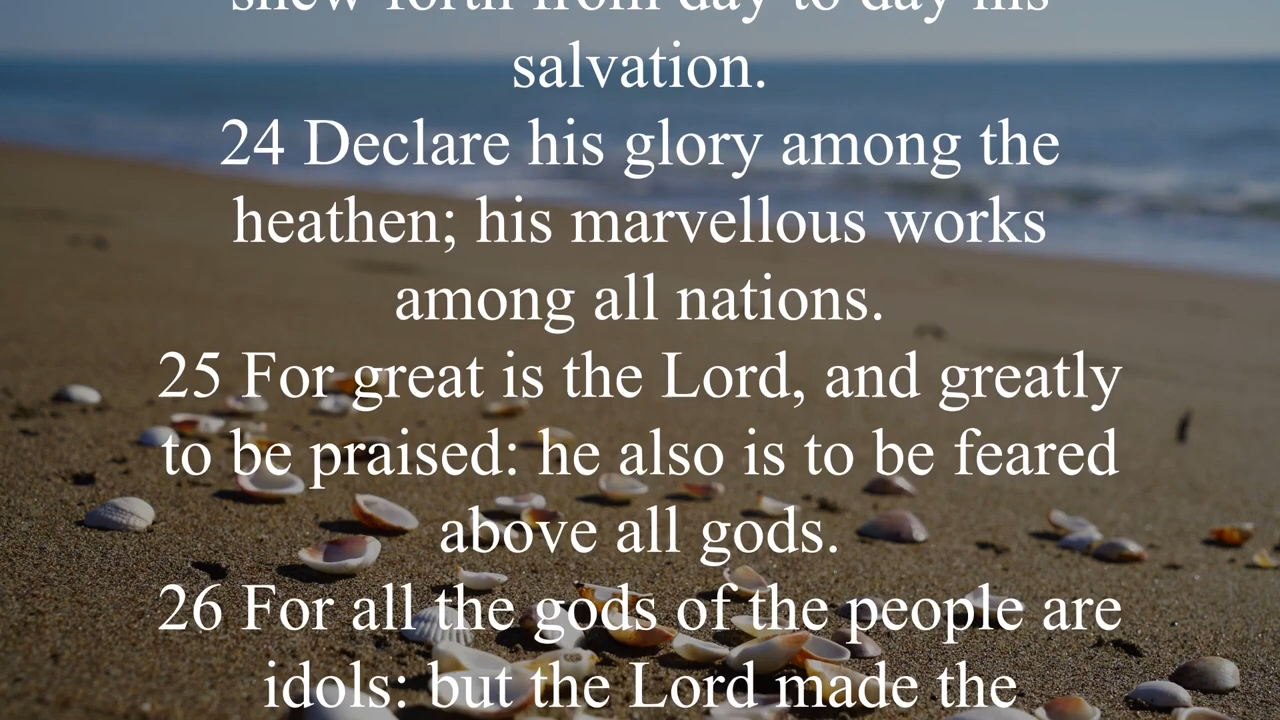 shew forth from day to day his
salvation.
24 Declare his glory among the
heathen; his marvellous works
among all nations.
25 For great is the Lord, and greatly
to be praised: he also is to be feared
above all gods.
26 For all the gods of the people are
idols: but the Lord made the